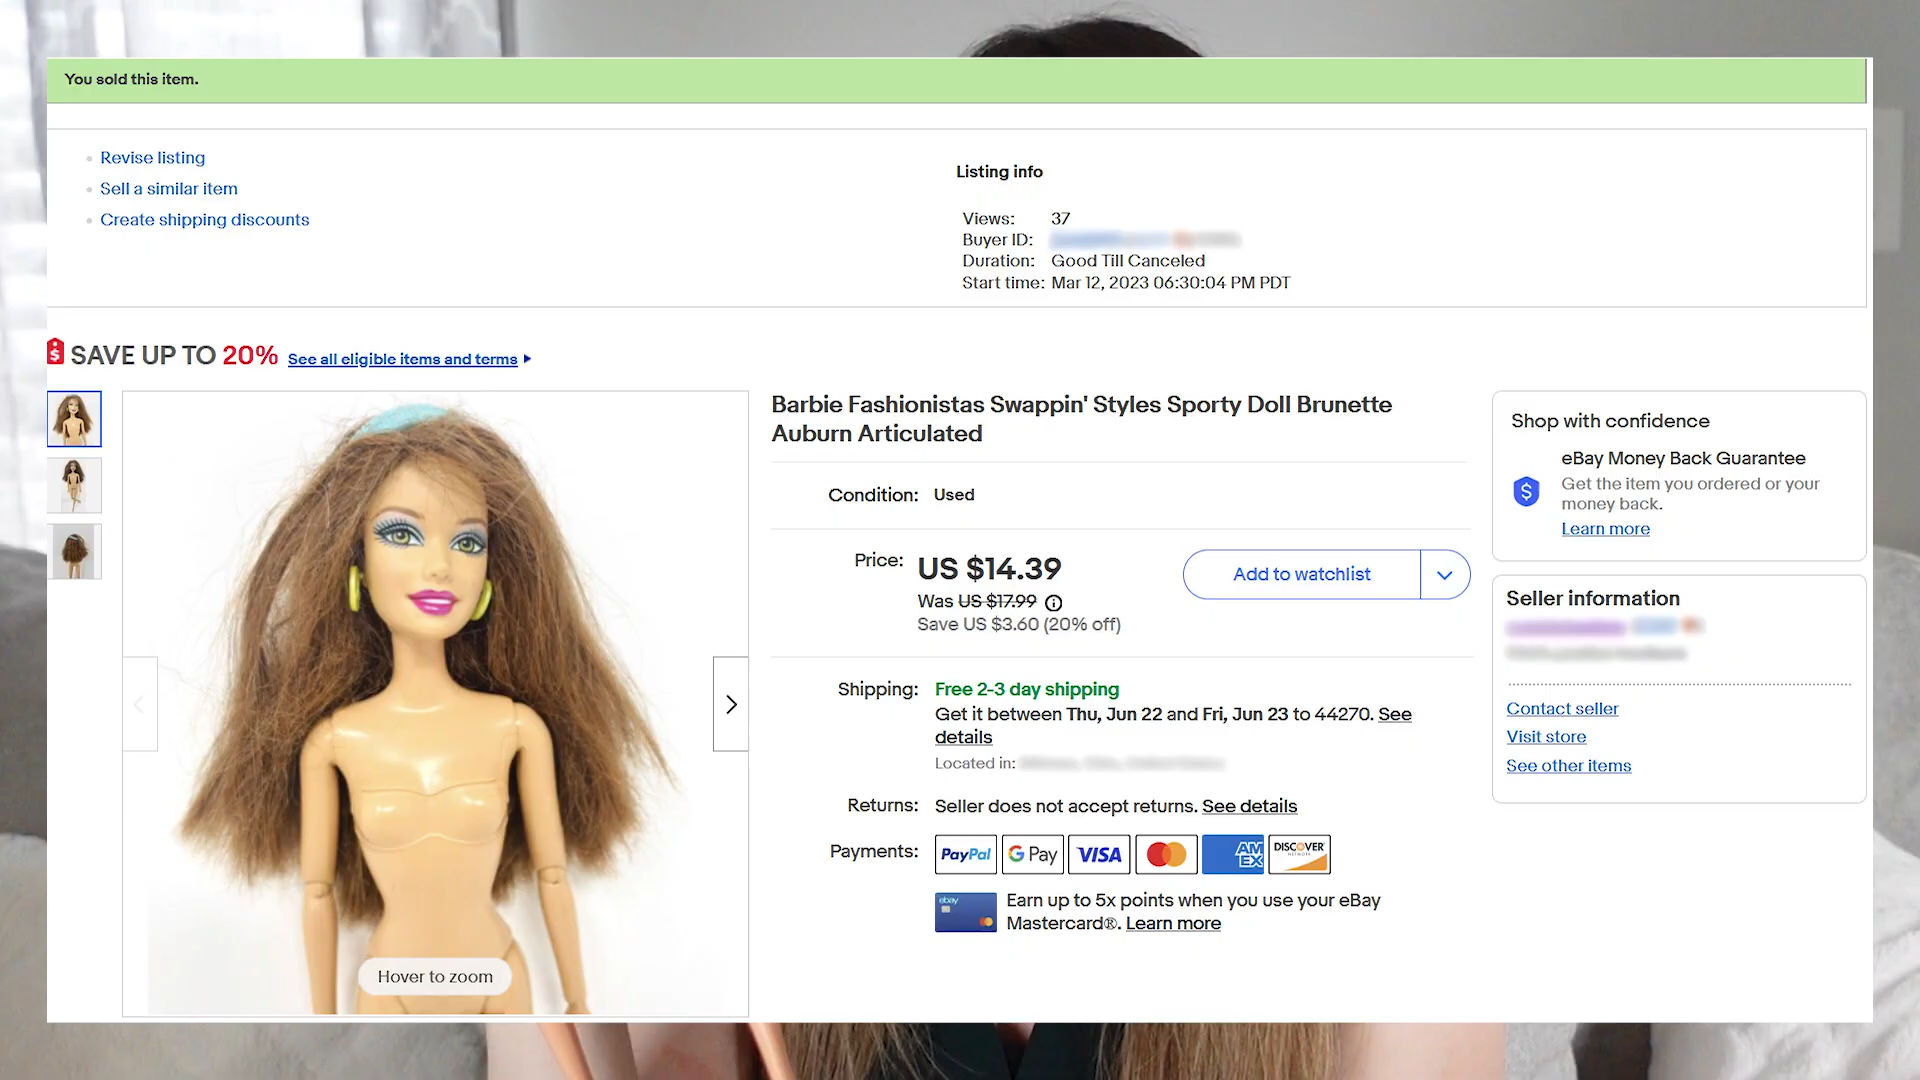 You sold this item.
Revise listing
Sell a similar item
Create shipping discounts
Listing info
Views: 37
Buyer ID:
Duration: Good Till Canceled
Start time: Mar 12, 2023 06:30:04 PM PDT
$ SAVE UP TO 20% See all eligible items and terms
Barbie Fashionistas Swappin' Styles Sporty Doll Brunette
Auburn Articulated
Condition: Used
Price: US $14.39
Was US $17.99
Save US $3.60 (20% off)
Add to watchlist
Shipping: Free 2-3 day shipping
Get it between Thu, Jun 22 and Fri, Jun 23 to 44270. See
details
Located in:
Returns: Seller does not accept returns. See details
Payments: PayPal G Pay VISA AM EX DISCOVER NETWORK
ebay
Earn up to 5x points when you use your eBay
Mastercard®. Learn more
Hover to zoom
Shop with confidence
$
eBay Money Back Guarantee
Get the item you ordered or your
money back.
Learn more
Seller information
Contact seller
Visit store
See other items